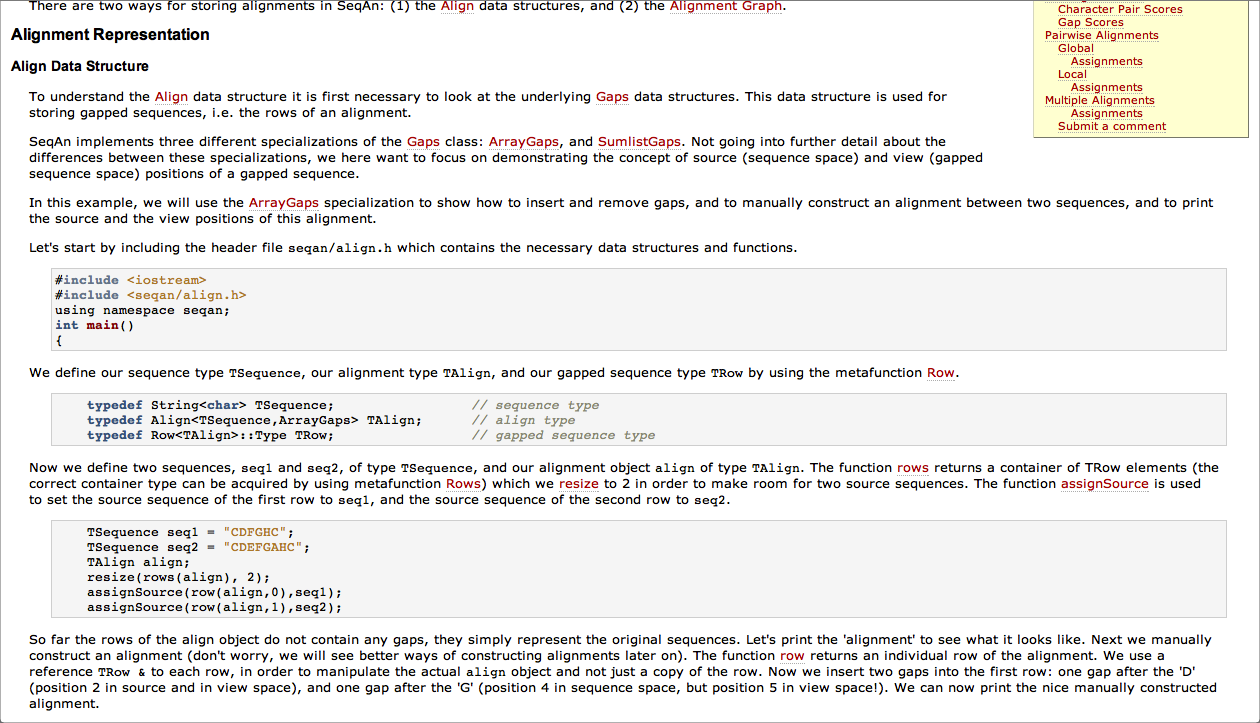 There are two ways for storing alignments in SeqAn: (1) the Align data structures, and (2) the Alignment Graph.
Alignment Representation
Align Data Structure
To understand the Align data structure it is first necessary to look at the underlying Gaps data structures. This data structure is used for
storing gapped sequences, i.e. the rows of an alignment.
SeqAn implements three different specializations of the Gaps class: ArrayGaps, and SumlistGaps. Not going into further detail about the
differences between these specializations, we here want to focus on demonstrating the concept of source (sequence space) and view (gapped
sequence space) positions of a gapped sequence.
In this example, we will use the ArrayGaps specialization to show how to insert and remove gaps, and to manually construct an alignment between two sequences, and to print
the source and the view positions of this alignment.
Let's start by including the header file seqan/align.h which contains the necessary data structures and functions.
#include <iostream>
#include <seqan/align.h>
using namespace seqan;
int main()
{
We define our sequence type TSequence, our alignment type TAlign, and our gapped sequence type TRow by using the metafunction Row.
typedef String<char> TSequence; // sequence type
typedef Align<TSequence,ArrayGaps> TAlign; // align type
typedef Row<TAlign>::Type TRow; // gapped sequence type
Now we define two sequences, seq1 and seq2, of type TSequence, and our alignment object align of type TAlign. The function rows returns a container of TRow elements (the
correct container type can be acquired by using metafunction Rows) which we resize to 2 in order to make room for two source sequences. The function assignSource is used
to set the source sequence of the first row to seq1, and the source sequence of the second row to seq2.
TSequence seq1 = "CDFGHC";
TSequence seq2 = "CDEFGAHC";
TAlign align;
resize(rows(align), 2);
assignSource(row(align,0),seq1);
assignSource(row(align,1),seq2);
So far the rows of the align object do not contain any gaps, they simply represent the original sequences. Let's print the 'alignment' to see what it looks like. Next we manually
construct an alignment (don't worry, we will see better ways of constructing alignments later on). The function row returns an individual row of the alignment. We use a
reference TRow & to each row, in order to manipulate the actual align object and not just a copy of the row. Now we insert two gaps into the first row: one gap after the 'D'
(position 2 in source and in view space), and one gap after the 'G' (position 4 in sequence space, but position 5 in view space!). We can now print the nice manually constructed
alignment.
Character Pair Scores
Gap Scores
Pairwise Alignments
Global
Assignments
Local
Assignments
Multiple Alignments
Assignments
Submit a comment